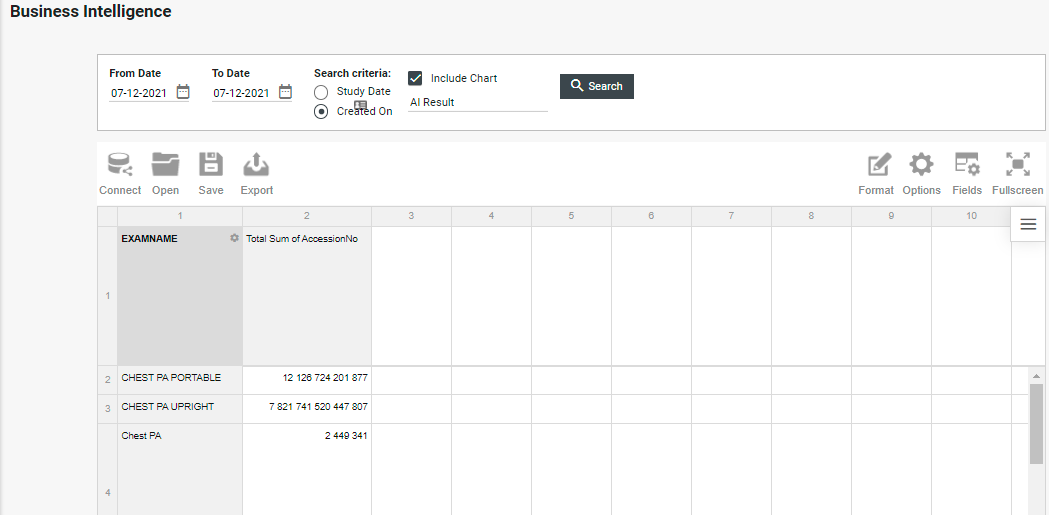 Business Intelligence
From Date
To Date
Search criteria:
07-12-2021
07-12-2021
Study Date
Created On
Include Chart
AI Result
Search
Connect Open Save Export
Format Options Fields Fullscreen
1 2 3 4 5 6 7 8 9 10
1 EXAMNAME Total Sum of AccessionNo
2 CHEST PA PORTABLE 12 126 724 201 877
3 CHEST PA UPRIGHT 7 821 741 520 447 807
Chest PA 2 449 341
4